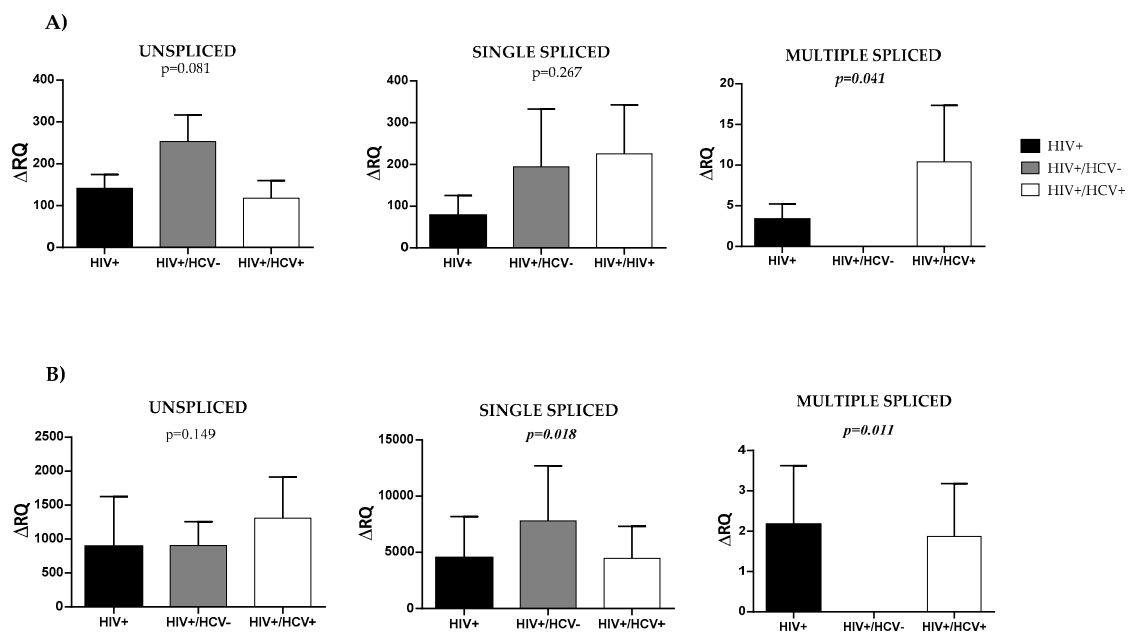 A)
UNSPLICED
p=0.081
400
300
200
100
0
ΔRQ
HIV+ HIV+/HCV- HIV+/HCV+
SINGLE SPLICED
p=0.267
400
300
200
100
0
ΔRQ
HIV+ HIV+/HCV- HIV+/HIV+
MULTIPLE SPLICED
p=0.041
20
15
10
5
0
ΔRQ
HIV+ HIV+/HCV- HIV+/HCV+
HIV+
HIV+/HCV-
HIV+/HCV+
B)
UNSPLICED
p=0.149
2500
2000
1500
1000
500
0
ΔRQ
HIV+ HIV+/HCV- HIV+/HCV+
SINGLE SPLICED
p=0.018
15000
10000
5000
0
ΔRQ
HIV+ HIV+/HCV- HIV+/HCV+
MULTIPLE SPLICED
p=0.011
4
3
2
1
0
ΔRQ
HIV+ HIV+/HCV- HIV+/HCV+